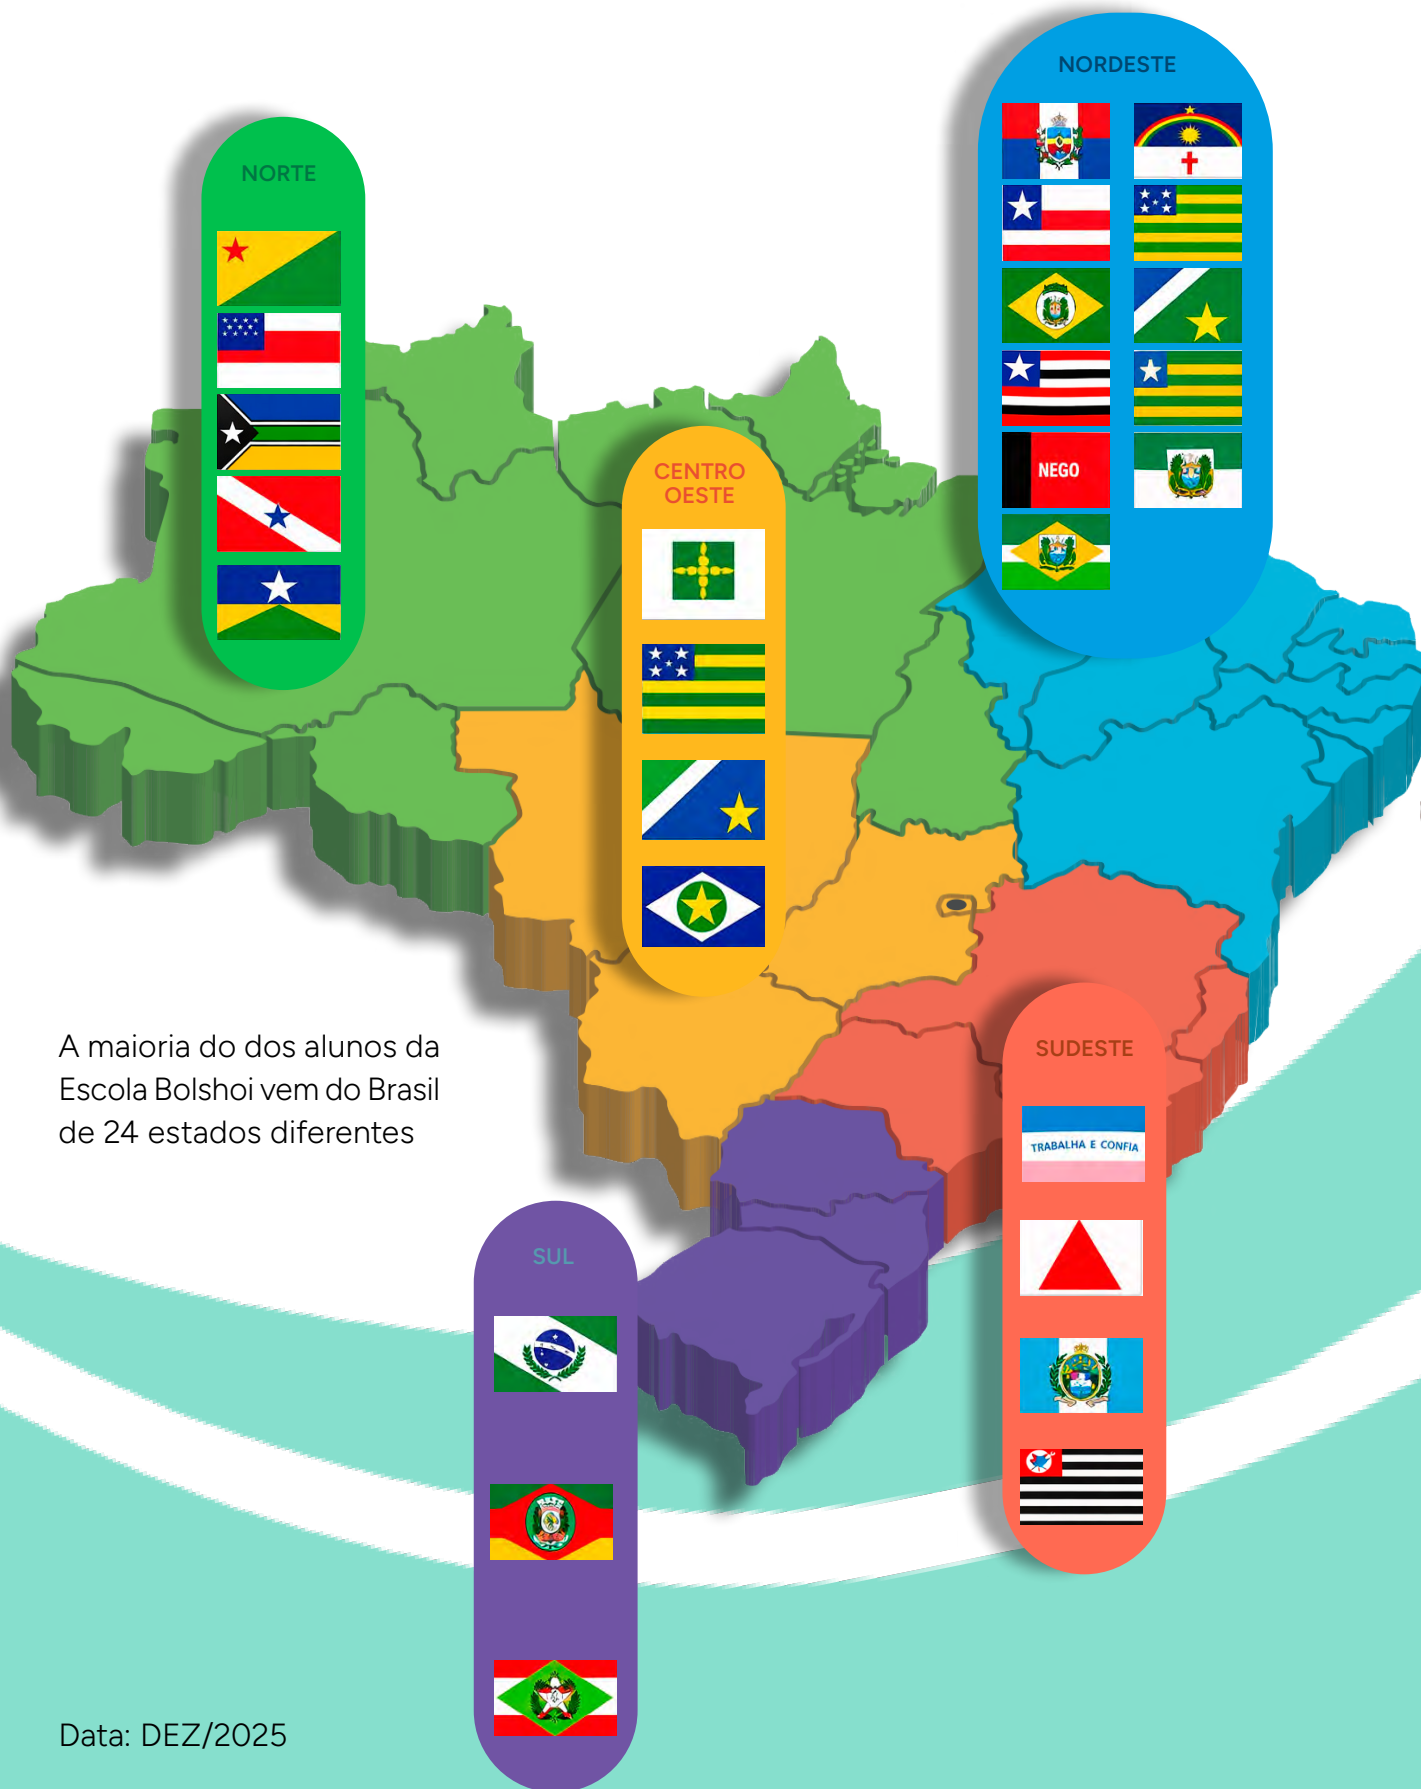 NORDESTE
NORTE
NEGO
CENTRO
OESTE
A maioria do dos alunos da
Escola Bolshoi vem do Brasil
de 24 estados diferentes
SUDESTE
TRABALHA E CONFIA
SUL
Data: DEZ/2025